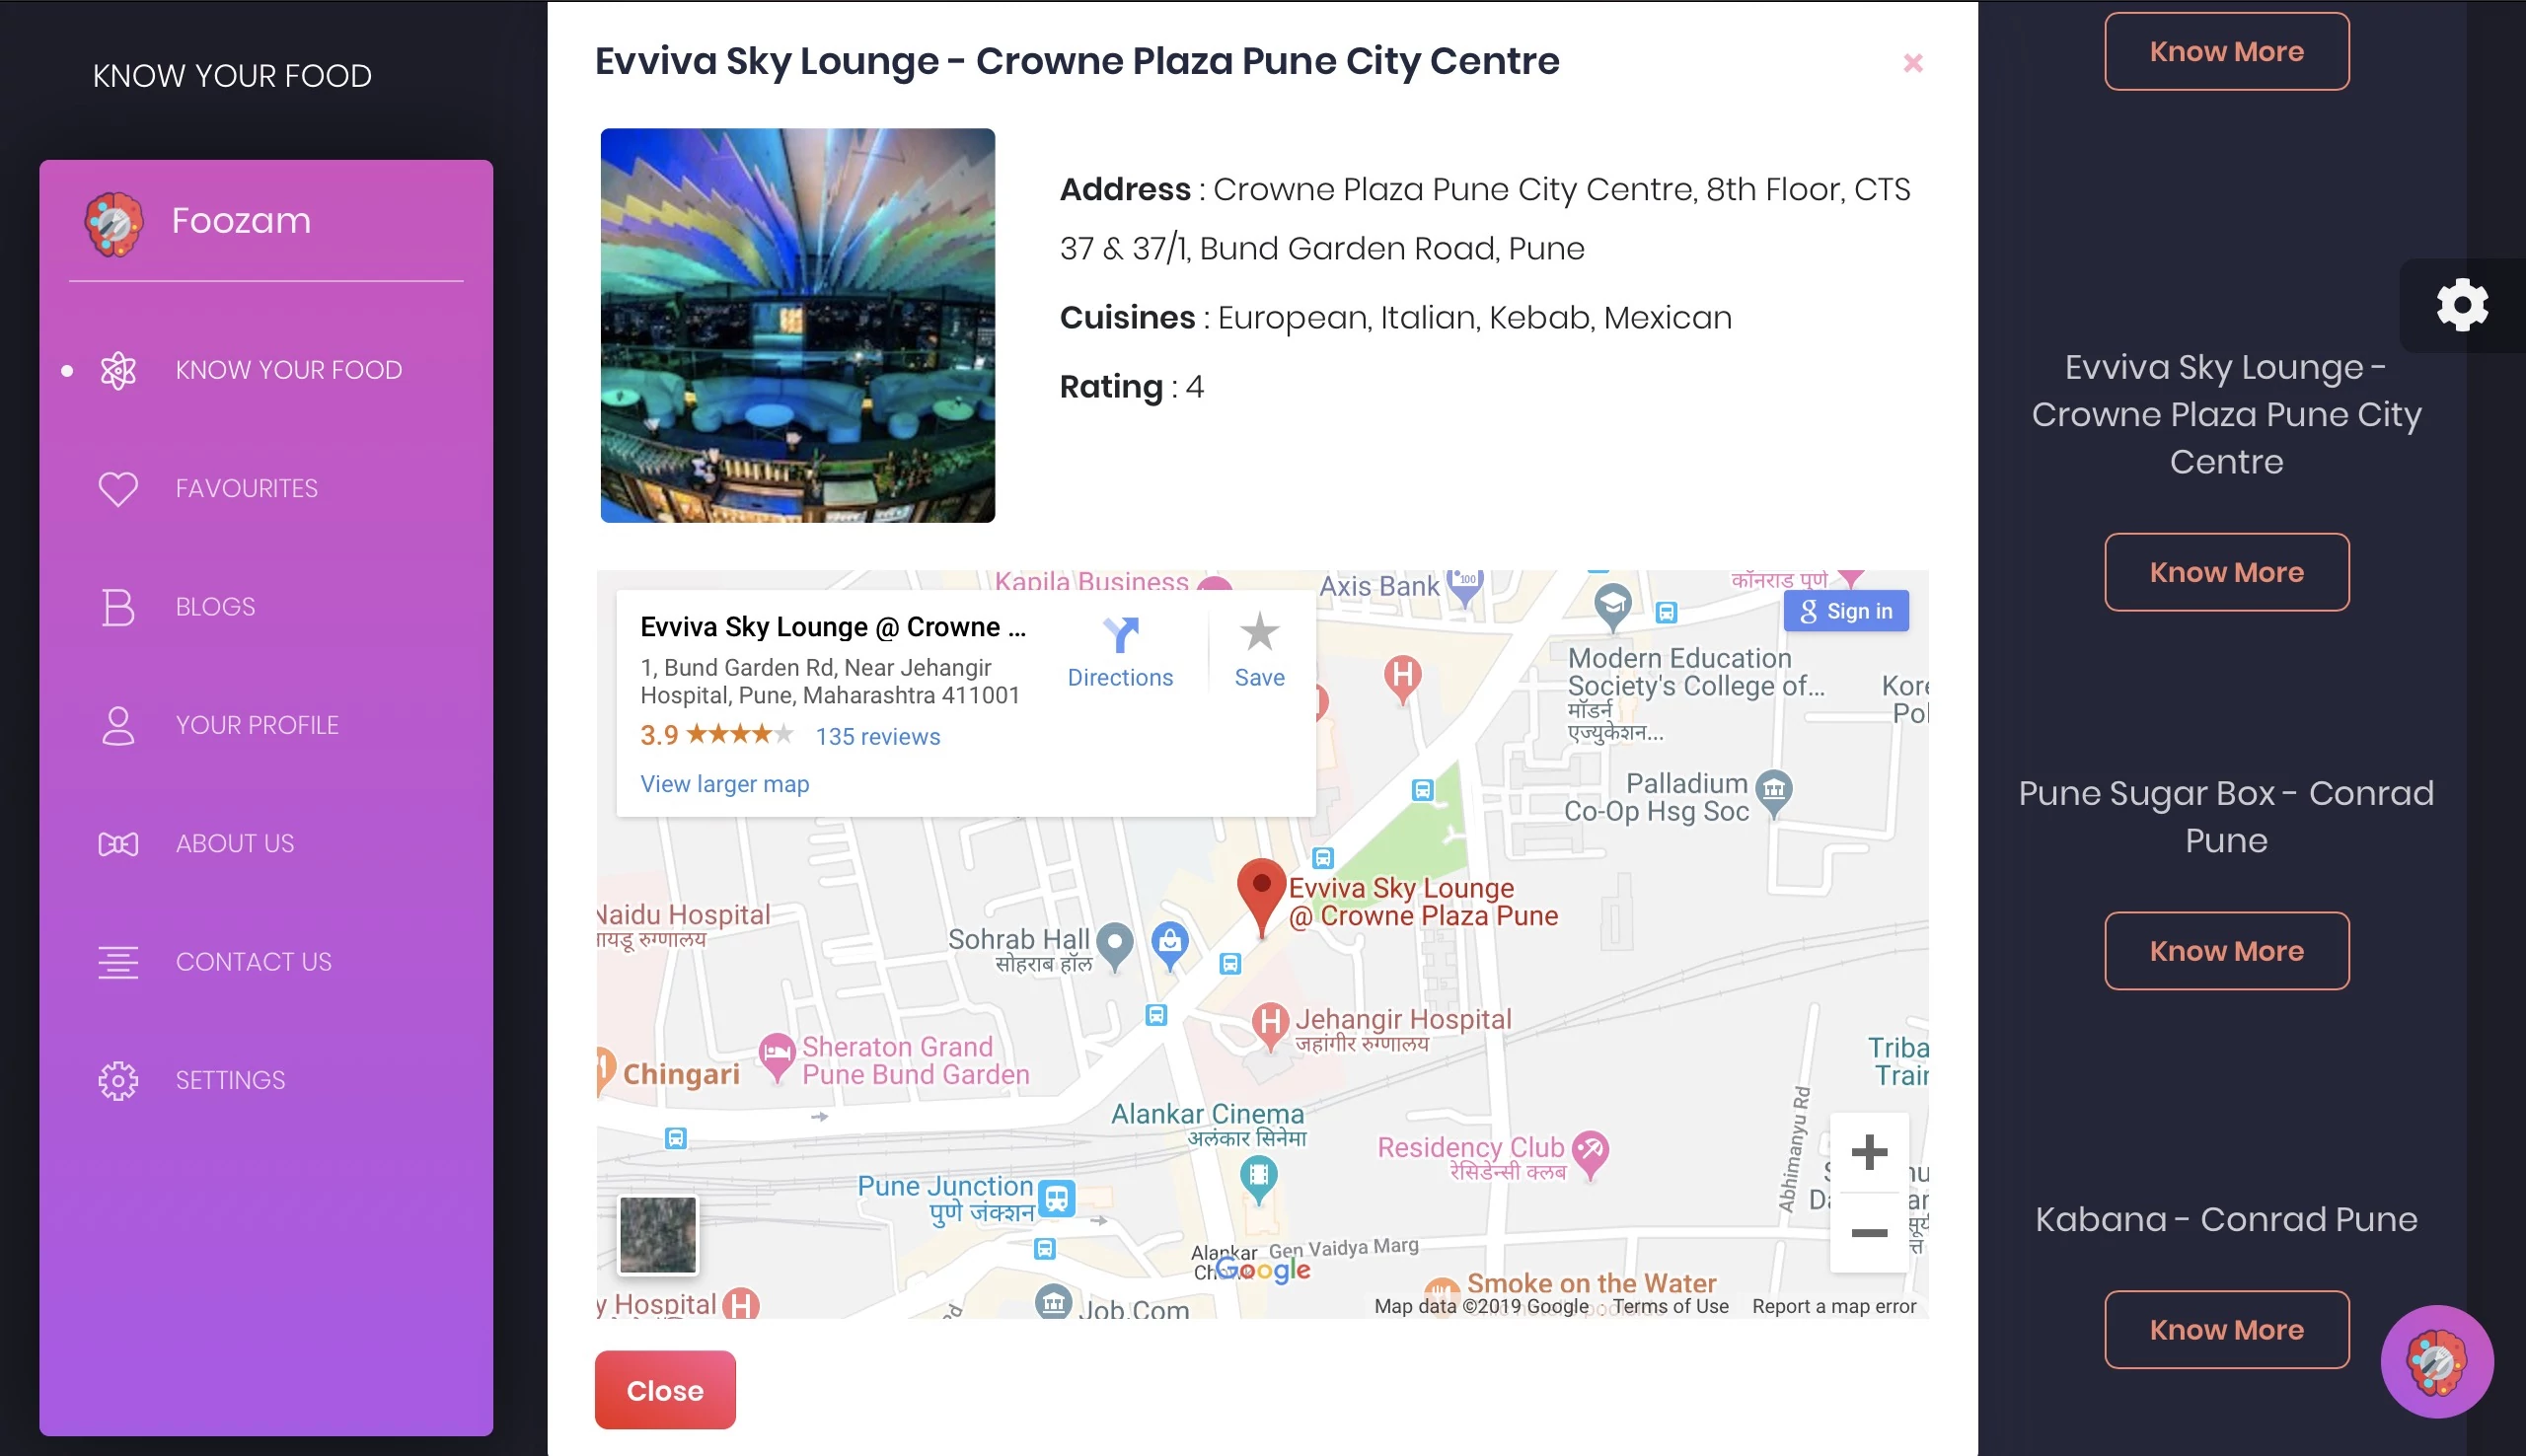 KNOW YOUR FOOD
Foozam
KNOW YOUR FOOD
FAVOURITES
BLOGS
YOUR PROFILE
ABOUT US
CONTACT US
SETTINGS
Evviva Sky Lounge - Crowne Plaza Pune City Centre
×
Address : Crowne Plaza Pune City Centre, 8th Floor, CTS
37 & 37/1, Bund Garden Road, Pune
Cuisines : European, Italian, Kebab, Mexican
Rating : 4
Evviva Sky Lounge @ Crowne ...
1, Bund Garden Rd, Near Jehangir
Hospital, Pune, Maharashtra 411001
3.9
135 reviews
View larger map
Directions
Save
Kapila Business
Axis Bank
100
कॉनराड पुणे
Sign in
H
Modern Education
Society's College of...
मॉडर्न
एज्युकेशन...
Kore
Pol
Palladium
Co-Op Hsg Soc
Evviva Sky Lounge
@ Crowne Plaza Pune
Naidu Hospital
ायडू रुग्णालय
Sohrab Hall
सोहराब हॉल
H
Jehangir Hospital
जहांगीर रुग्णालय
Sheraton Grand
Pune Bund Garden
Chingari
Triba
Train
Alankar Cinema
अलंकार सिनेमा
Residency Club
रेसिडेन्सी क्लब
Abhimanyu Rd
Pune Junction
पुणे जंक्शन
Alankar
Gen Vaidya Marg
Google
Smoke on the Water
y Hospital
H
Job.Com
Map data ©2019 Google
Terms of Use
Report a map error
Close
Know More
Evviva Sky Lounge -
Crowne Plaza Pune City
Centre
Know More
Pune Sugar Box - Conrad
Pune
Know More
Kabana - Conrad Pune
Know More